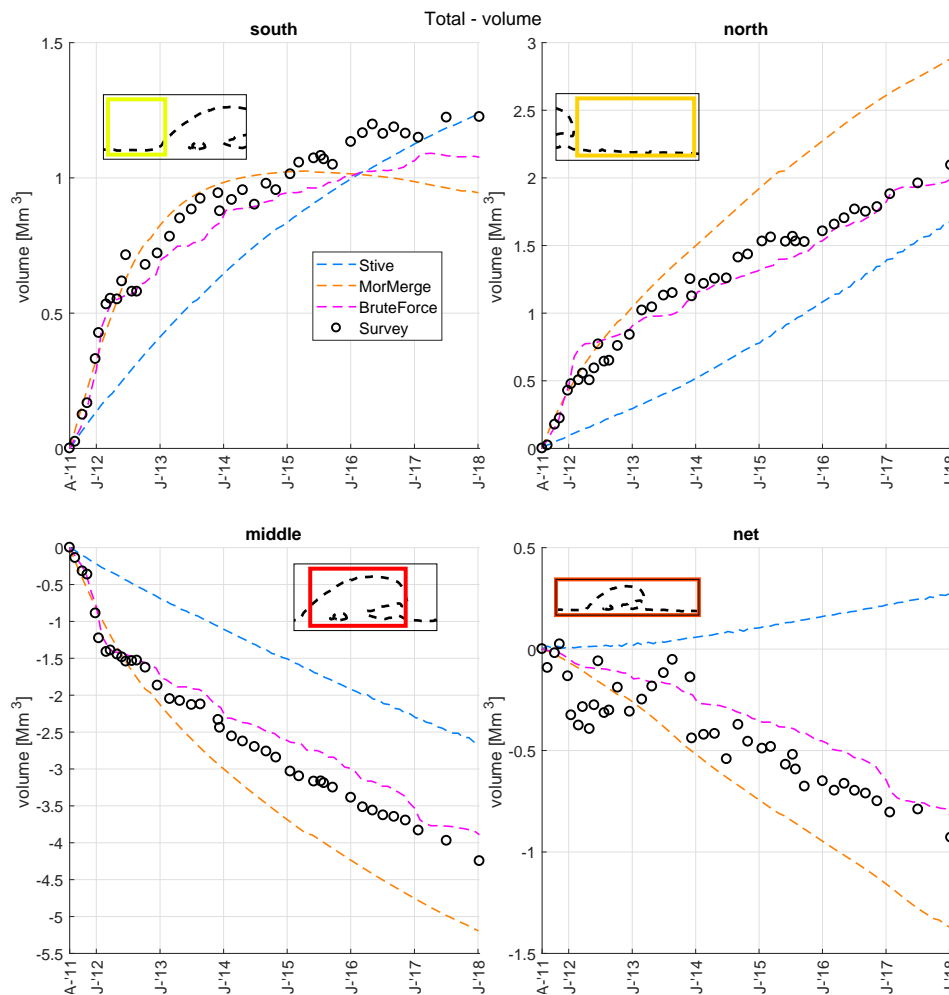 Total - volume
south
1.5
1
0.5
0
volume [Mm³]
A-'11
J-'12
J-'13
J-'14
J-'15
J-'16
J-'17
J-'18
Stive
MorMerge
BruteForce
Survey
north
3
2.5
2
1.5
1
0.5
0
volume [Mm³]
A-'11
J-'12
J-'13
J-'14
J-'15
J-'16
J-'17
J-'18
middle
0
-0.5
-1
-1.5
-2
-2.5
-3
-3.5
-4
-4.5
-5
-5.5
volume [Mm³]
A-'11
J-'12
J-'13
J-'14
J-'15
J-'16
J-'17
J-'18
net
0.5
0
-0.5
-1
-1.5
volume [Mm³]
A-'11
J-'12
J-'13
J-'14
J-'15
J-'16
J-'17
J-'18